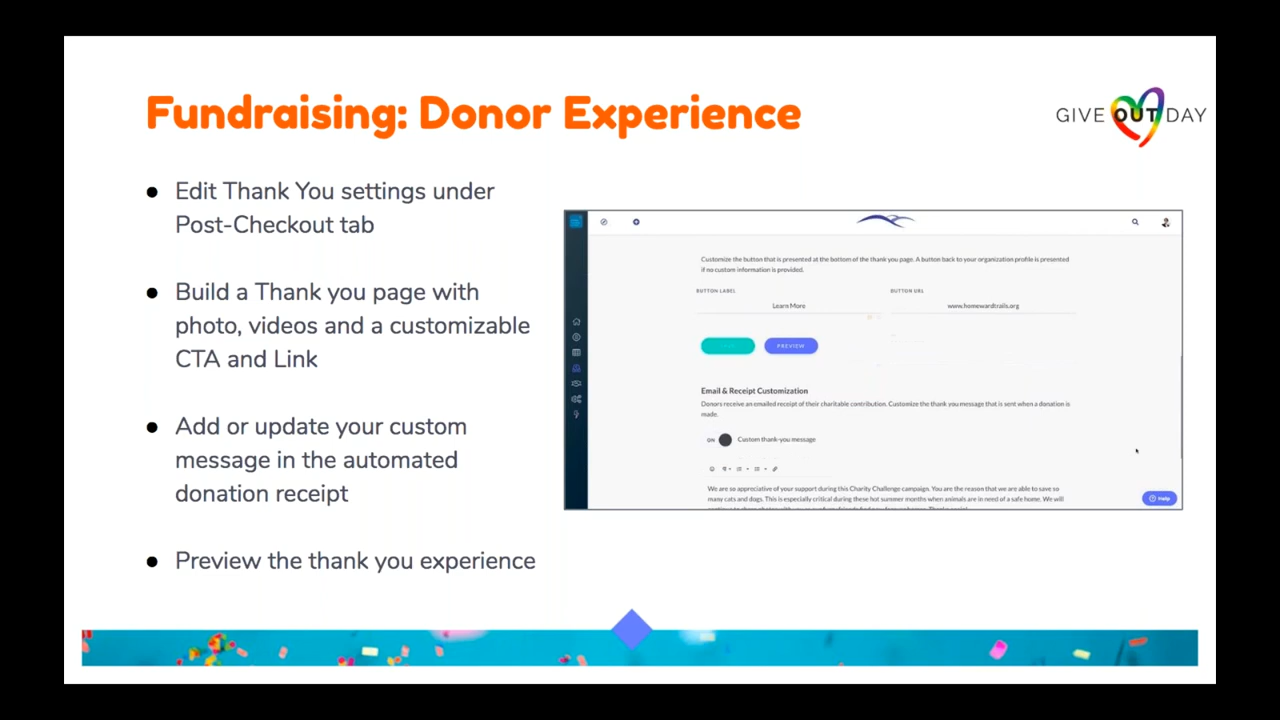 Fundraising: Donor Experience
GIVE OUT DAY
● Edit Thank You settings under
Post-Checkout tab
● Build a Thank you page with
photo, videos and a customizable
CTA and Link
● Add or update your custom
message in the automated
donation receipt
● Preview the thank you experience
Customize the button that is presented at the bottom of the thank you page. A button back to your organization profile is presented
if no custom information is provided.
BUTTON LABEL
BUTTON URL
Learn More
www.homewardtrails.org
PREVIEW
Email & Receipt Customization
Donors receive an emailed receipt of their charitable contribution. Customize the thank you message that is sent when a donation is
made.
ON
Custom thank-you message
We are so appreciative of your support during this Charity Challenge campaign. You are the reason that we are able to save so
many cats and dogs. This is especially critical during these hot summer months when animals are in need of a safe home. We will
Help